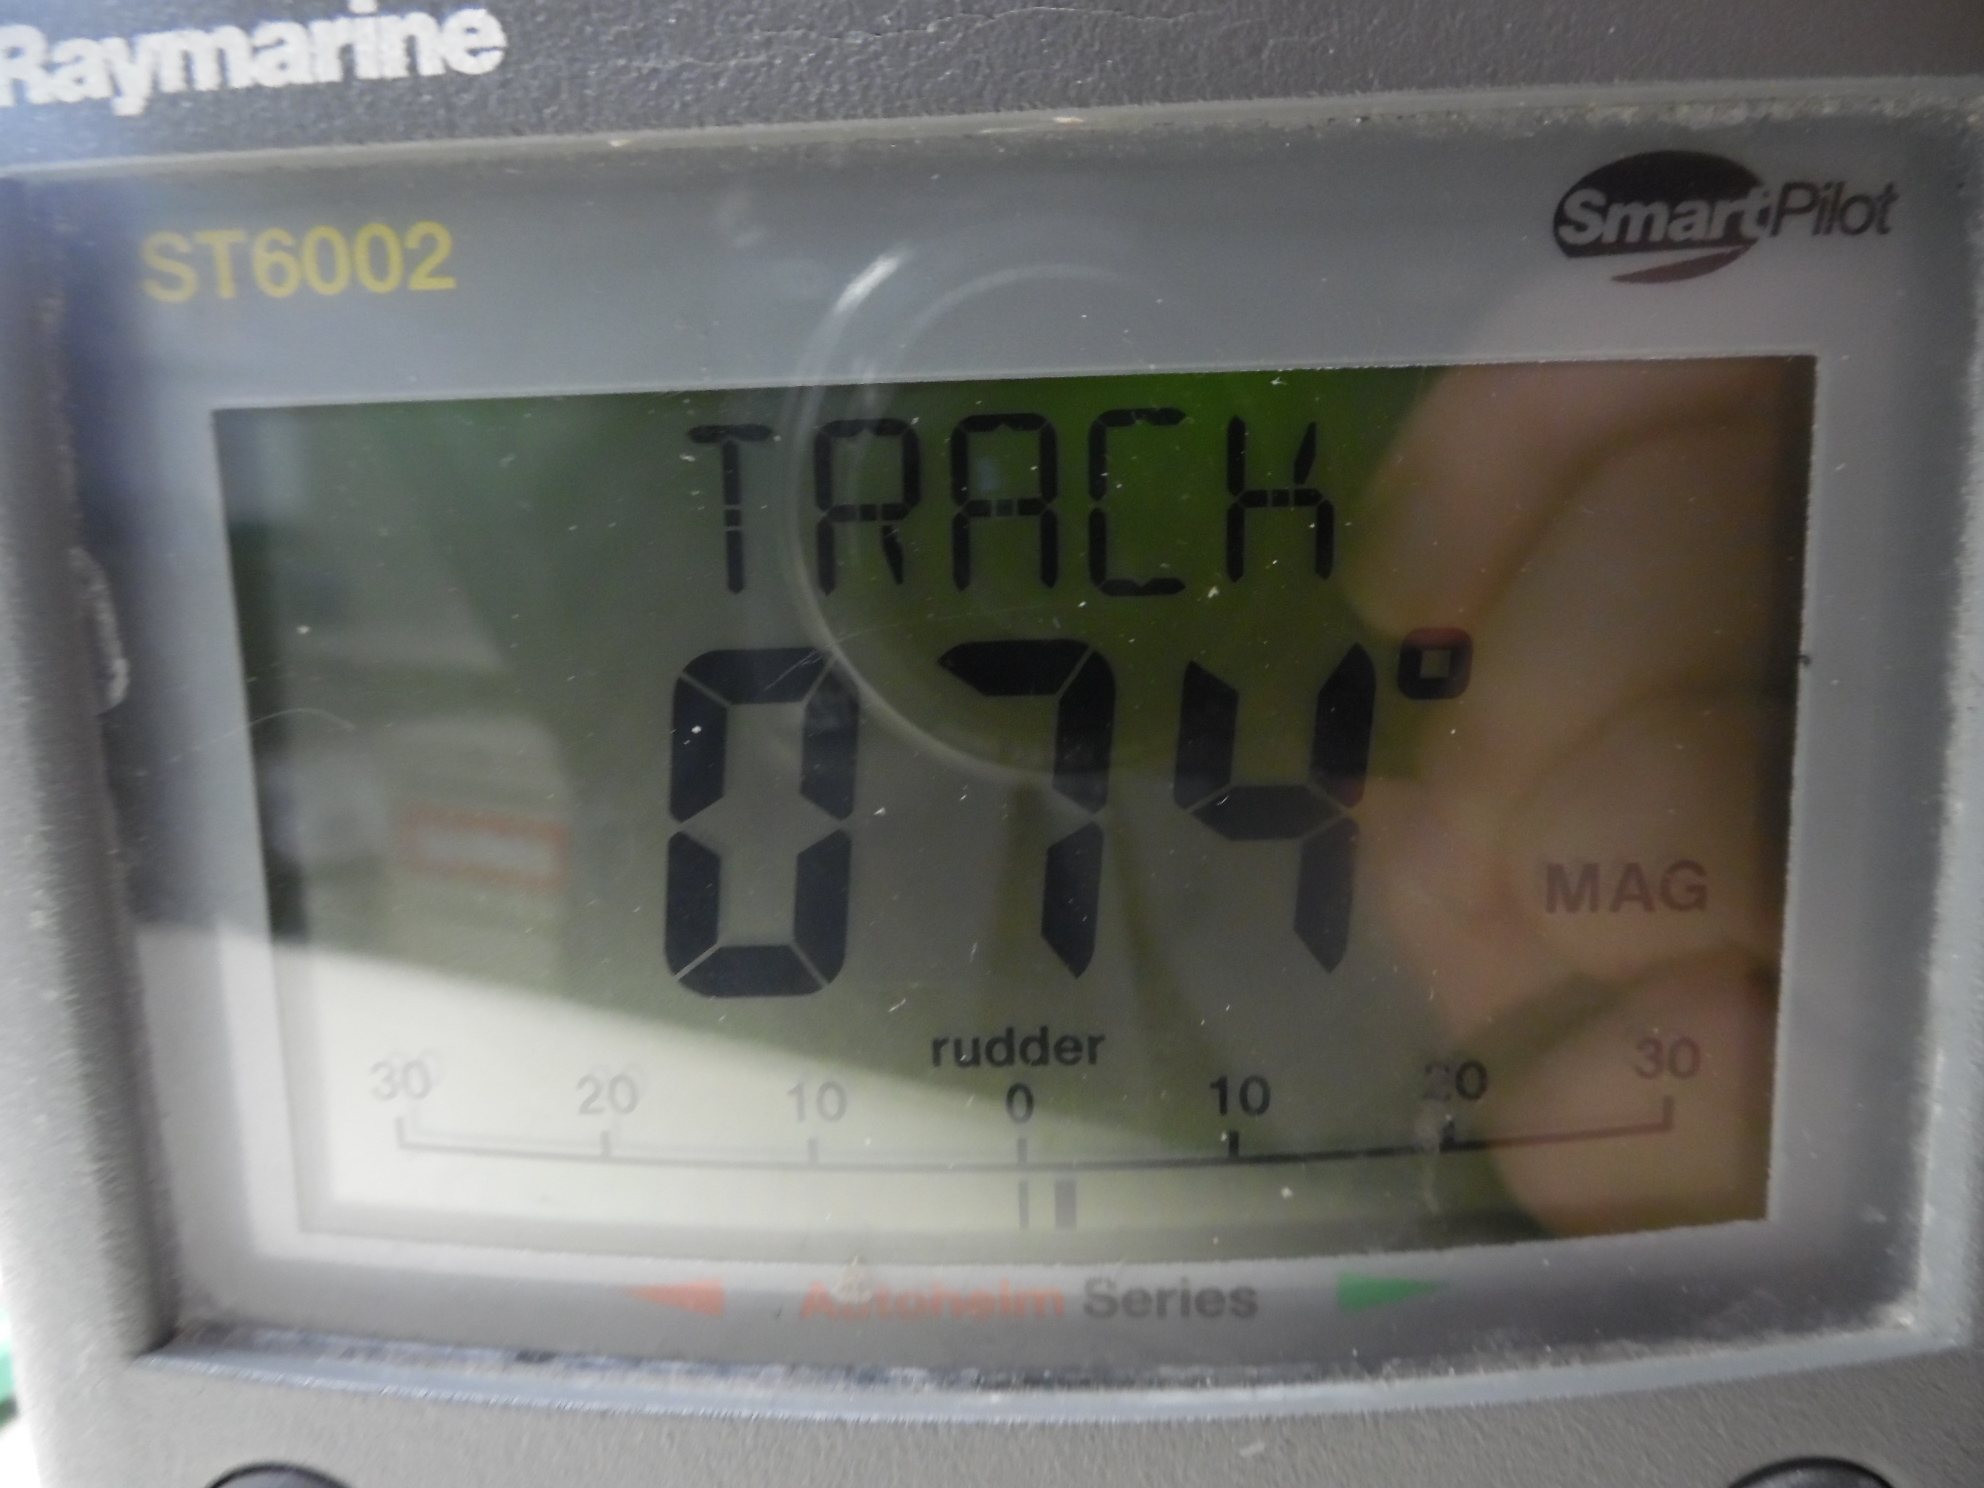 Raymarine
ST6002
SmartPilot
TRACK
074°
MAG
rudder
30 20 10 0 10 20 30
Autohelm Series